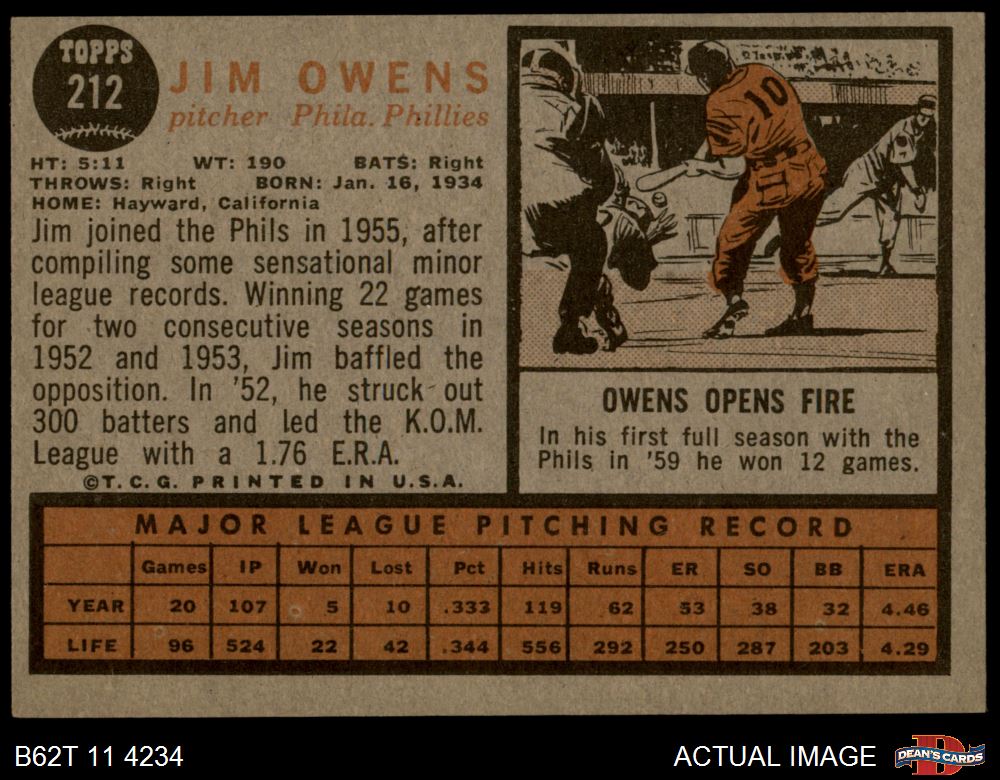 TOPPS
212
JIM OWENS
pitcher Phila. Phillies
HT: 5:11 WT: 190 BATS: Right
THROWS: Right BORN: Jan. 16, 1934
HOME: Hayward, California
Jim joined the Phils in 1955, after
compiling some sensational minor
league records. Winning 22 games
for two consecutive seasons in
1952 and 1953, Jim baffled the
opposition. In '52, he struck out
300 batters and led the K.O.M.
League with a 1.76 E.R.A.
©T.C.G. PRINTED IN U.S.A.
10
OWENS OPENS FIRE
In his first full season with the
Phils in '59 he won 12 games.
MAJOR LEAGUE PITCHING RECORD
Games IP Won Lost Pct Hits Runs ER SO BB ERA
YEAR 20 107 5 10 .333 119 62 53 38 32 4.46
LIFE 96 524 22 42 .344 556 292 250 287 203 4.29
B62T 11 4234 ACTUAL IMAGE
D
DEAN'S CARDS